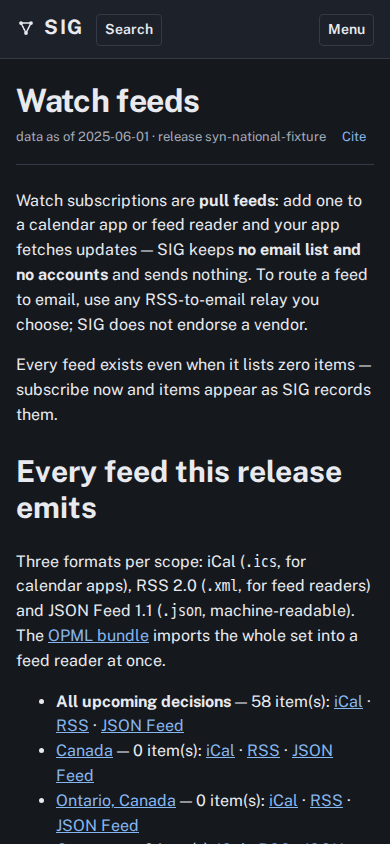 SIG Search Menu
Watch feeds
data as of 2025-06-01 · release syn-national-fixture Cite
Watch subscriptions are pull feeds: add one to
a calendar app or feed reader and your app
fetches updates — SIG keeps no email list and
no accounts and sends nothing. To route a feed
to email, use any RSS-to-email relay you
choose; SIG does not endorse a vendor.
Every feed exists even when it lists zero items —
subscribe now and items appear as SIG records
them.
Every feed this release
emits
Three formats per scope: iCal (.ics, for
calendar apps), RSS 2.0 (.xml, for feed readers)
and JSON Feed 1.1 (.json, machine-readable).
The OPML bundle imports the whole set into a
feed reader at once.
• All upcoming decisions — 58 item(s): iCal ·
RSS · JSON Feed
• Canada — 0 item(s): iCal · RSS · JSON
Feed
• Ontario, Canada — 0 item(s): iCal · RSS ·
JSON Feed